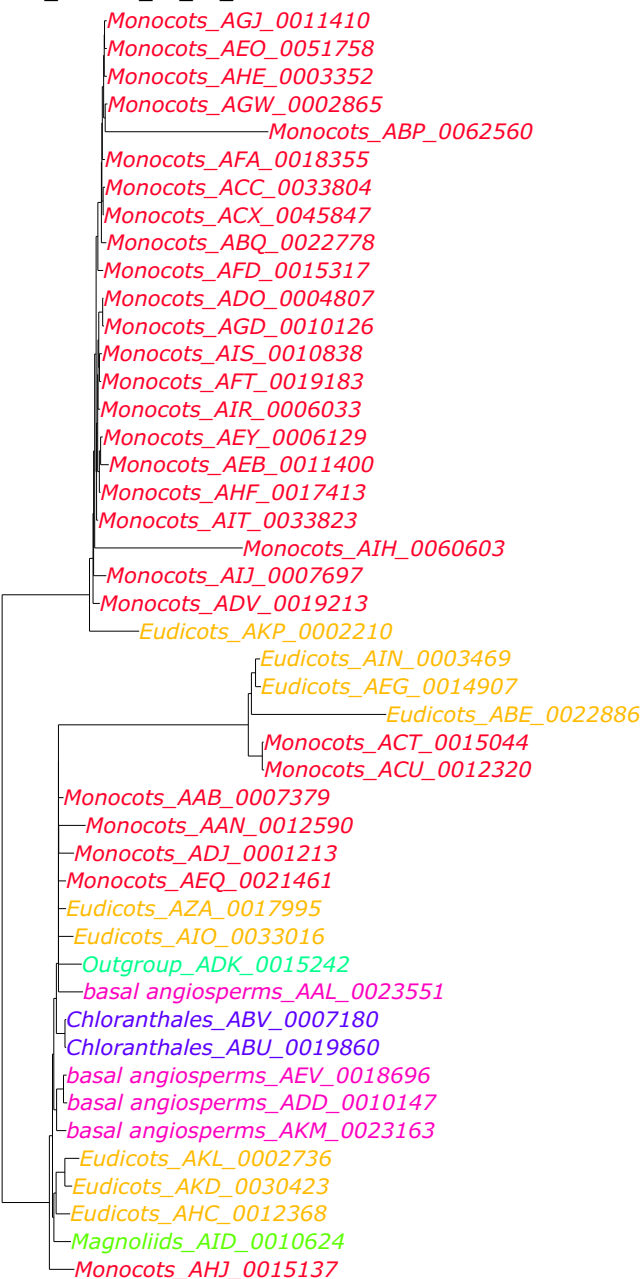 Monocots_AGJ_0011410
Monocots_AEO_0051758
Monocots_AHE_0003352
Monocots_AGW_0002865
Monocots_ABP_0062560
Monocots_AFA_0018355
Monocots_ACC_0033804
Monocots_ACX_0045847
Monocots_ABQ_0022778
Monocots_AFD_0015317
Monocots_ADO_0004807
Monocots_AGD_0010126
Monocots_AIS_0010838
Monocots_AFT_0019183
Monocots_AIR_0006033
Monocots_AEY_0006129
Monocots_AEB_0011400
Monocots_AHF_0017413
Monocots_AIT_0033823
Monocots_AIH_0060603
Monocots_AIJ_0007697
Monocots_ADV_0019213
Eudicots_AKP_0002210
Eudicots_AIN_0003469
Eudicots_AEG_0014907
Eudicots_ABE_0022886
Monocots_ACT_0015044
Monocots_ACU_0012320
Monocots_AAB_0007379
Monocots_AAN_0012590
Monocots_ADJ_0001213
Monocots_AEQ_0021461
Eudicots_AZA_0017995
Eudicots_AIO_0033016
Outgroup_ADK_0015242
basal angiosperms_AAL_0023551
Chloranthales_ABV_0007180
Chloranthales_ABU_0019860
basal angiosperms_AEV_0018696
basal angiosperms_ADD_0010147
basal angiosperms_AKM_0023163
Eudicots_AKL_0002736
Eudicots_AKD_0030423
Eudicots_AHC_0012368
Magnoliids_AID_0010624
Monocots_AHJ_0015137